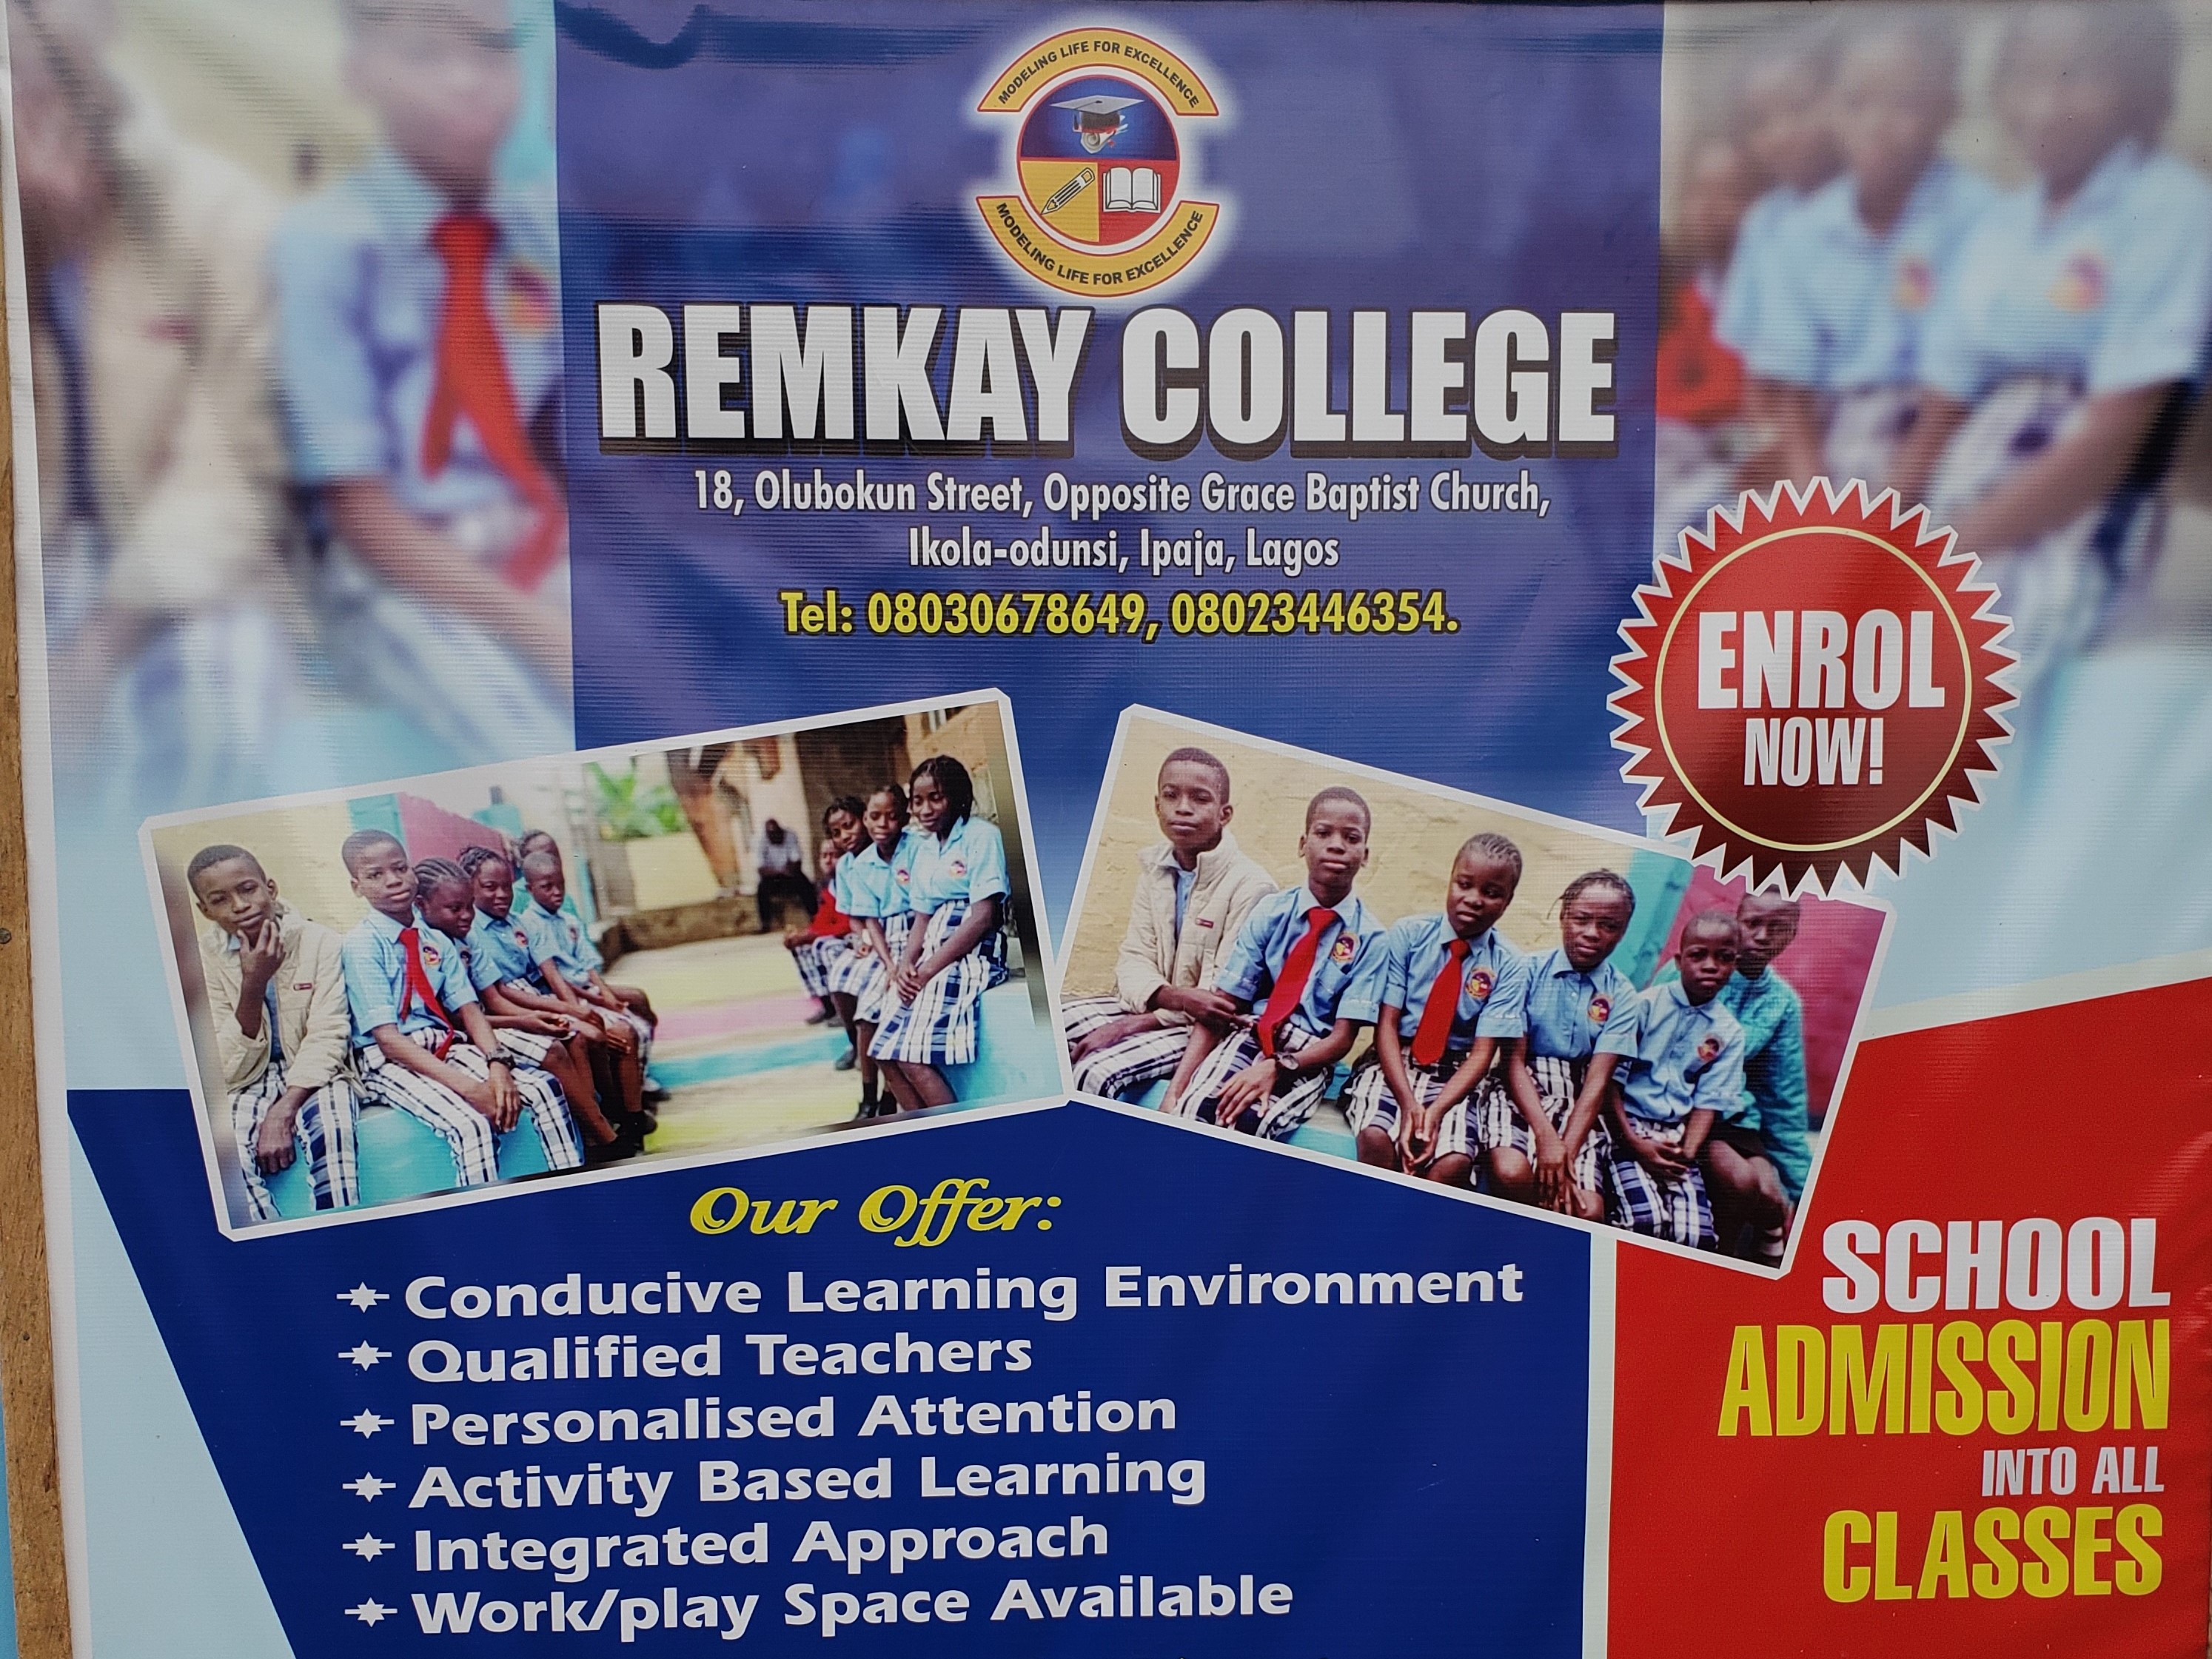 MODELING LIFE FOR EXCELLENCE
MODELING LIFE FOR EXCELLENCE
REMKAY COLLEGE
18, Olubokun Street, Opposite Grace Baptist Church,
Ikola-odunsi, Ipaja, Lagos
Tel: 08030678649, 08023446354.
ENROL
NOW!
Our Offer:
Conducive Learning Environment
Qualified Teachers
Personalised Attention
Activity Based Learning
Integrated Approach
Work/play Space Available
SCHOOL
ADMISSION
INTO ALL
CLASSES